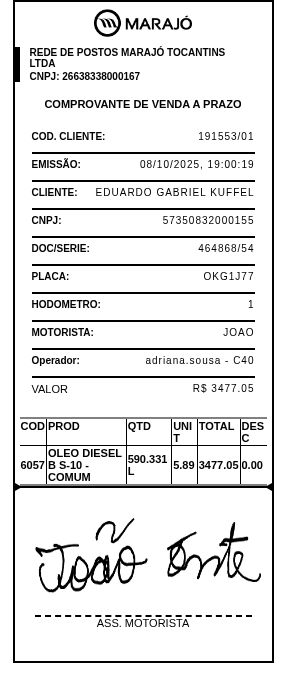 MARAJÓ
REDE DE POSTOS MARAJÓ TOCANTINS
LTDA
CNPJ: 26638338000167
COMPROVANTE DE VENDA A PRAZO
COD. CLIENTE: 191553/01
EMISSÃO: 08/10/2025, 19:00:19
CLIENTE: EDUARDO GABRIEL KUFFEL
CNPJ: 57350832000155
DOC/SERIE: 464868/54
PLACA: OKG1J77
HODOMETRO: 1
MOTORISTA: JOAO
Operador: adriana.sousa - C40
VALOR R$ 3477.05
COD PROD QTD UNI TOTAL DES
T C
OLEO DIESEL
6057 B S-10 - 590.331 5.89 3477.05 0.00
COMUM L
João
ASS. MOTORISTA